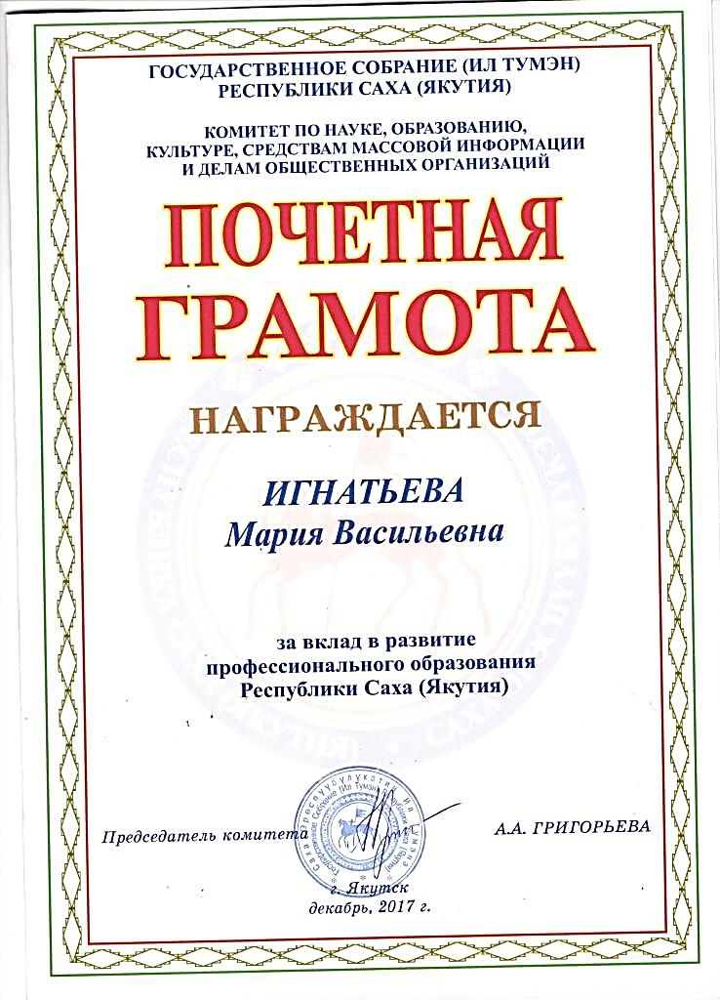 ГОСУДАРСТВЕННОЕ СОБРАНИЕ (ИЛ ТУМЭН)
РЕСПУБЛИКИ САХА (ЯКУТИЯ)
КОМИТЕТ ПО НАУКЕ, ОБРАЗОВАНИЮ,
КУЛЬТУРЕ, СРЕДСТВАМ МАССОВОЙ ИНФОРМАЦИИ
И ДЕЛАМ ОБЩЕСТВЕННЫХ ОРГАНИЗАЦИЙ
ПОЧЕТНАЯ
ГРАМОТА
НАГРАЖДАЕТСЯ
ИГНАТЬЕВА
Мария Васильевна
за вклад в развитие
профессионального образования
Республики Саха (Якутия)
Председатель комитета
А.А. ГРИГОРЬЕВА
г. Якутск
декабрь, 2017 г.